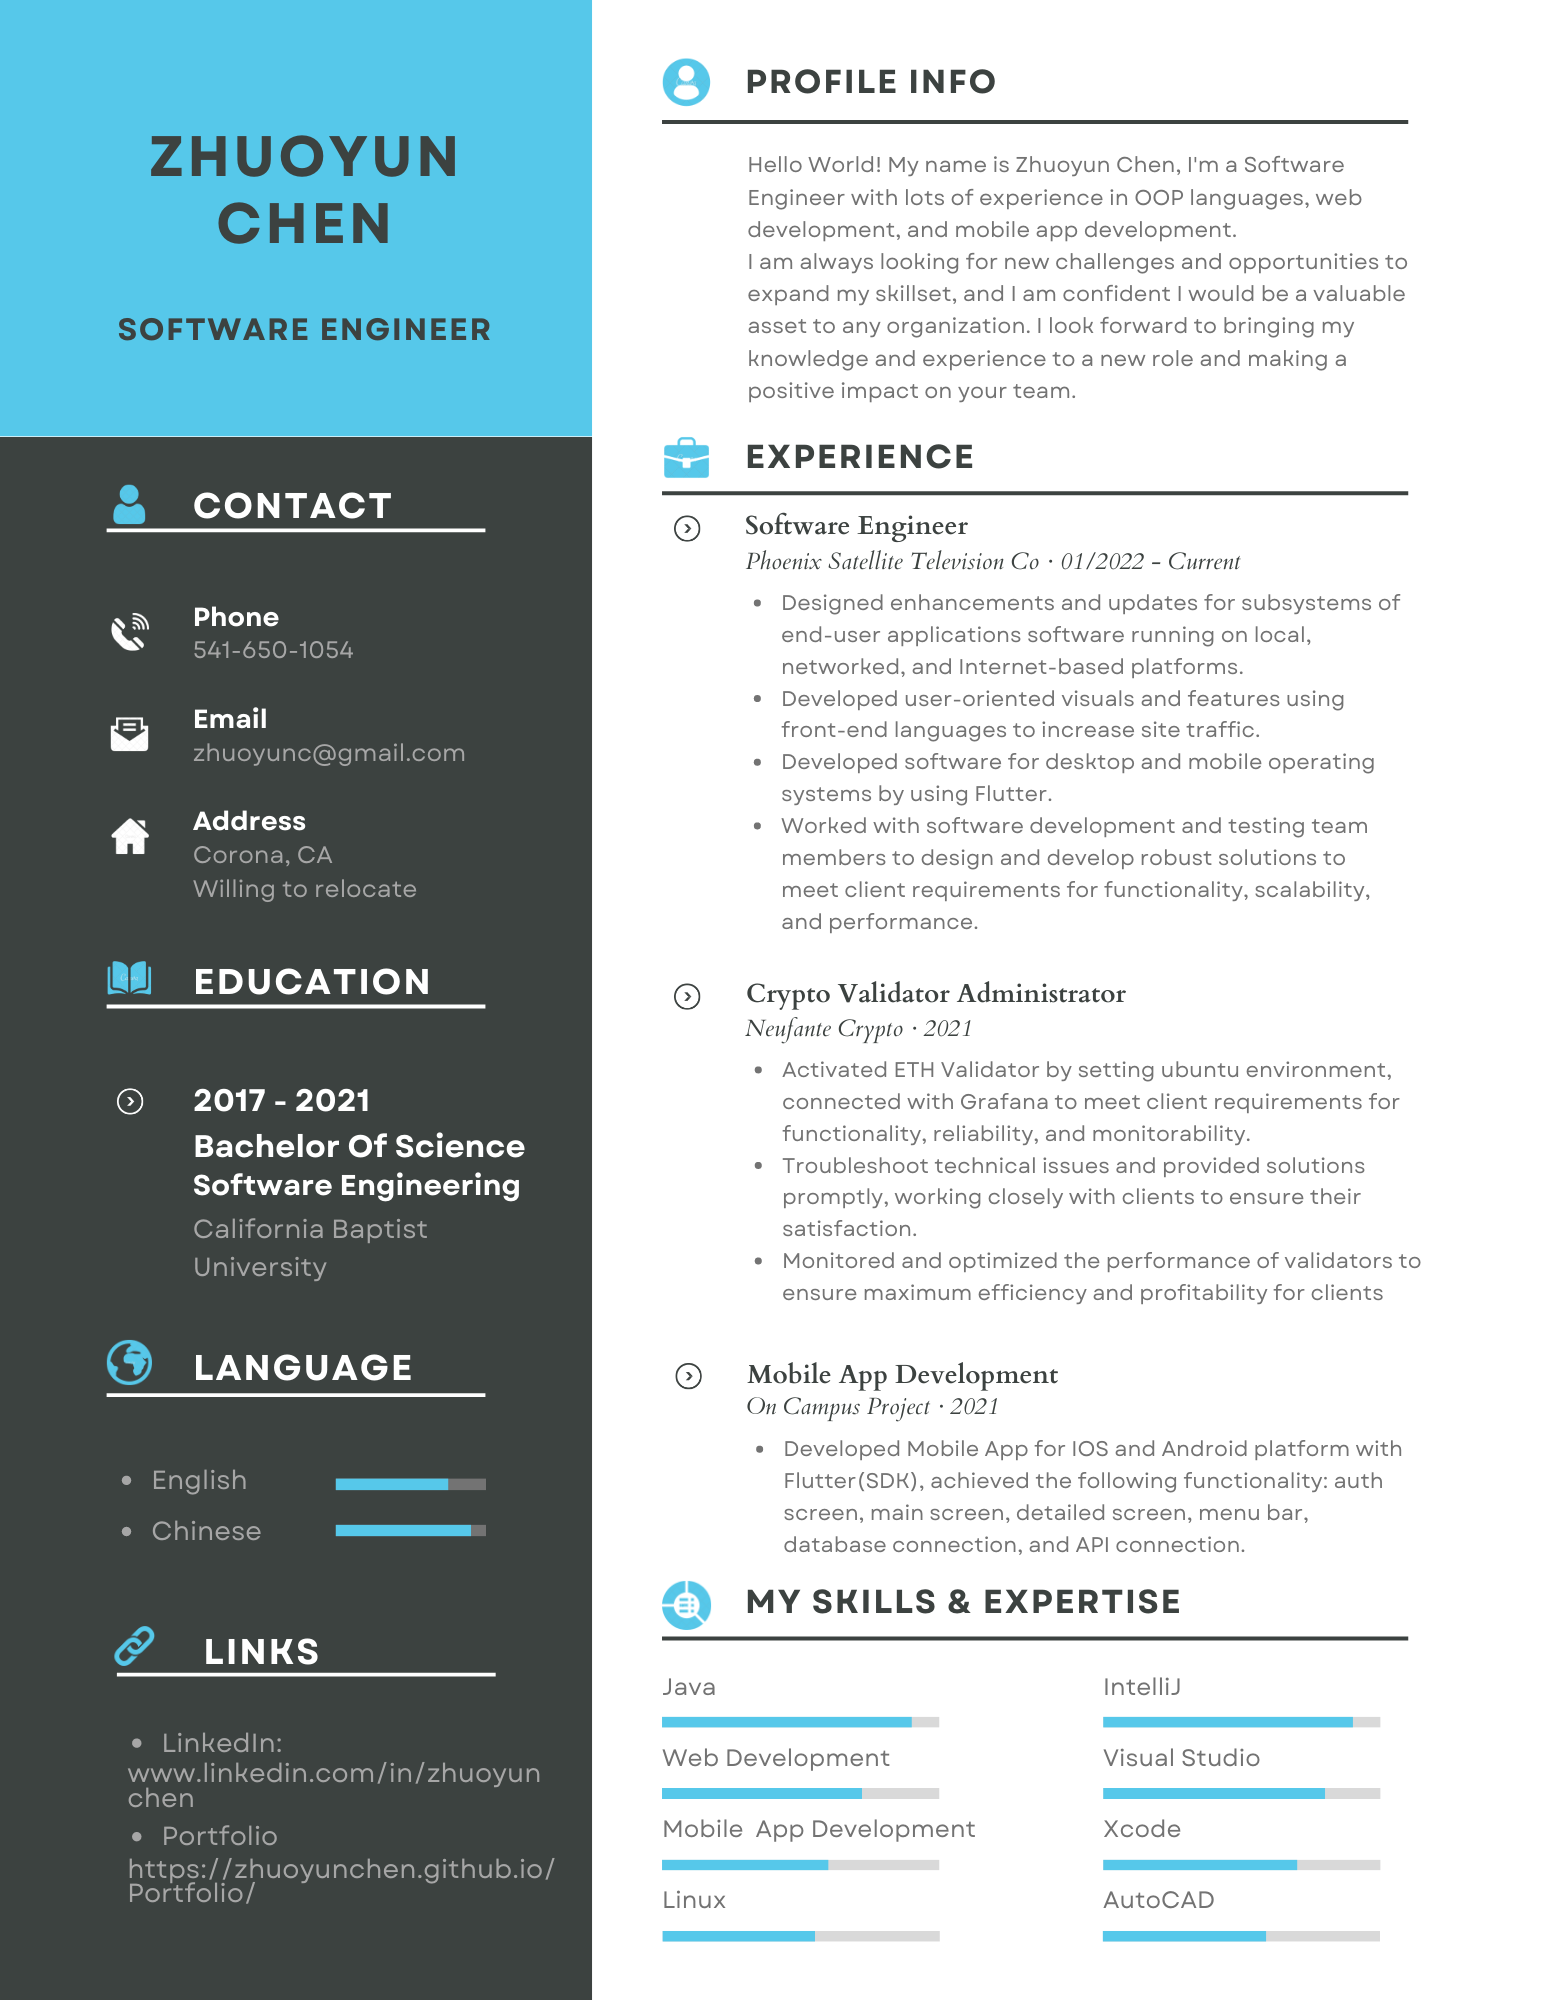 ZHUOYUN
CHEN
SOFTWARE ENGINEER
CONTACT
Phone
541-650-1054
Email
zhuoyunc@gmail.com
Address
Corona, CA
Willing to relocate
EDUCATION
2017 - 2021
Bachelor Of Science
Software Engineering
California Baptist
University
LANGUAGE
• English
• Chinese
LINKS
• LinkedIn:
www.linkedin.com/in/zhuoyun
chen
• Portfolio
https://zhuoyunchen.github.io/
Portfolio/
PROFILE INFO
Hello World! My name is Zhuoyun Chen, I'm a Software
Engineer with lots of experience in OOP languages, web
development, and mobile app development.
I am always looking for new challenges and opportunities to
expand my skillset, and I am confident I would be a valuable
asset to any organization. I look forward to bringing my
knowledge and experience to a new role and making a
positive impact on your team.
EXPERIENCE
Software Engineer
Phoenix Satellite Television Co · 01/2022 - Current
• Designed enhancements and updates for subsystems of
end-user applications software running on local,
networked, and Internet-based platforms.
• Developed user-oriented visuals and features using
front-end languages to increase site traffic.
• Developed software for desktop and mobile operating
systems by using Flutter.
• Worked with software development and testing team
members to design and develop robust solutions to
meet client requirements for functionality, scalability,
and performance.
Crypto Validator Administrator
Neufante Crypto · 2021
• Activated ETH Validator by setting ubuntu environment,
connected with Grafana to meet client requirements for
functionality, reliability, and monitorability.
• Troubleshoot technical issues and provided solutions
promptly, working closely with clients to ensure their
satisfaction.
• Monitored and optimized the performance of validators to
ensure maximum efficiency and profitability for clients
Mobile App Development
On Campus Project · 2021
• Developed Mobile App for IOS and Android platform with
Flutter(SDK), achieved the following functionality: auth
screen, main screen, detailed screen, menu bar,
database connection, and API connection.
MY SKILLS & EXPERTISE
Java
IntelliJ
Web Development
Visual Studio
Mobile  App Development
Xcode
Linux
AutoCAD